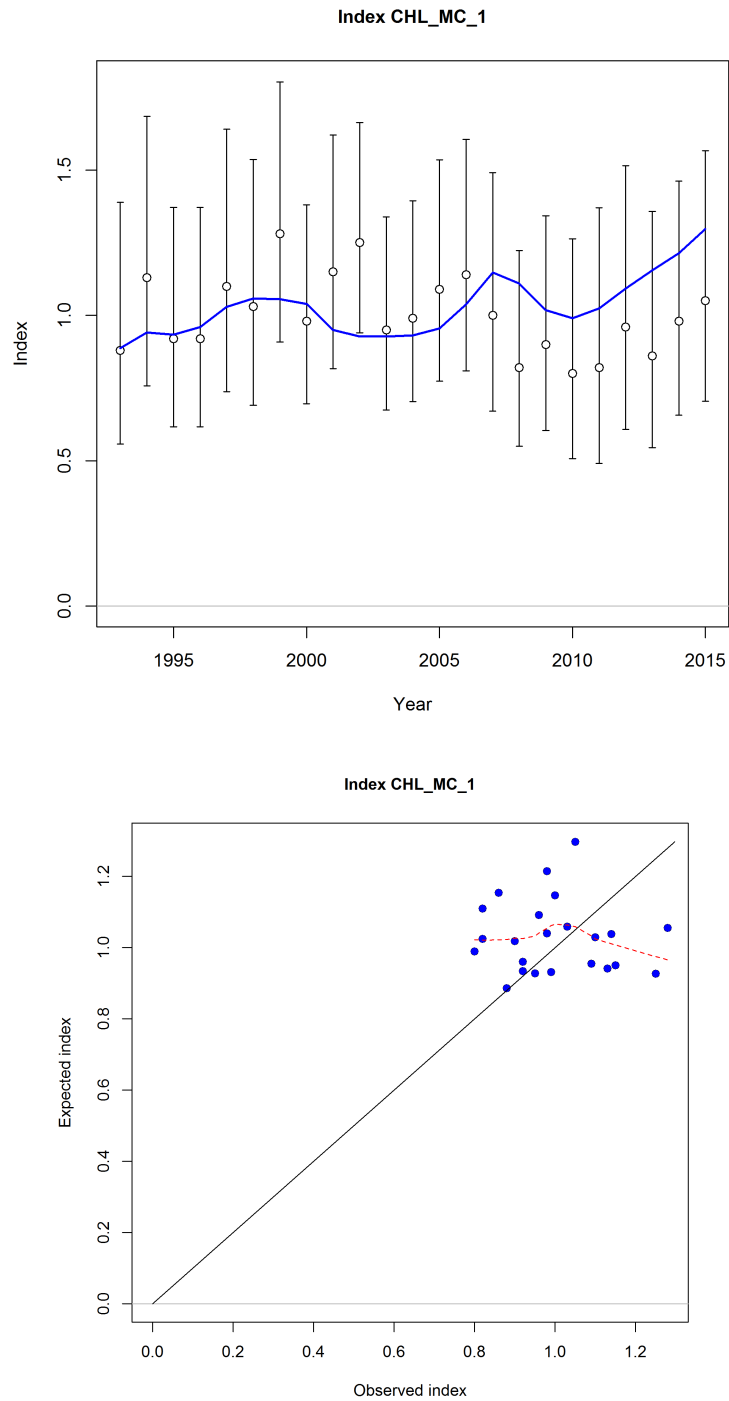 Index CHL_MC_1
1.5
1.0
0.5
0.0
Index
1995 2000 2005 2010 2015
Year
Index CHL_MC_1
1.2
1.0
0.8
0.6
0.4
0.2
0.0
Expected index
0.0 0.2 0.4 0.6 0.8 1.0 1.2
Observed index